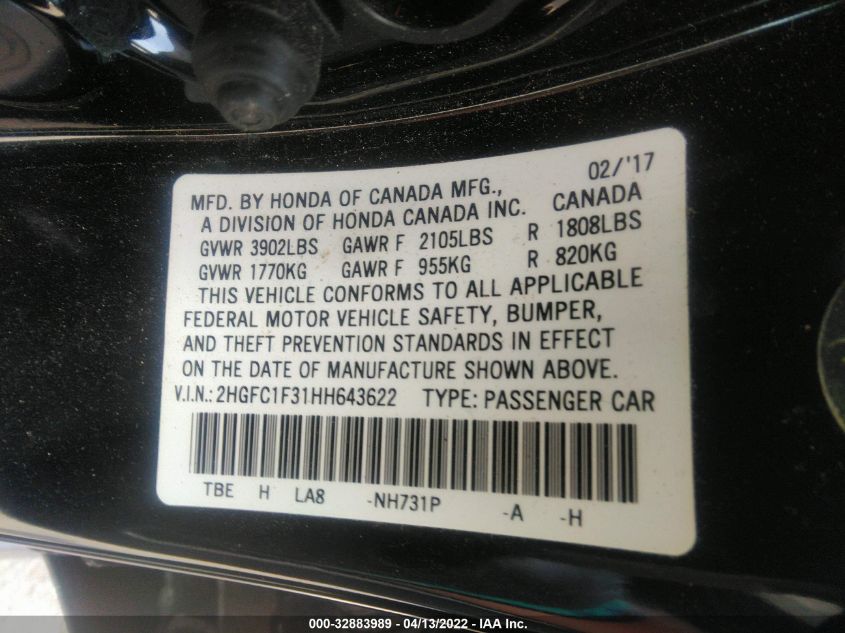 02/'17
MFD. BY HONDA OF CANADA MFG., CANADA
A DIVISION OF HONDA CANADA INC.
GVWR 3902LBS GAWR F 2105LBS R 1808LBS
GVWR 1770KG GAWR F 955KG R 820KG
THIS VEHICLE CONFORMS TO ALL APPLICABLE
FEDERAL MOTOR VEHICLE SAFETY, BUMPER,
AND THEFT PREVENTION STANDARDS IN EFFECT
ON THE DATE OF MANUFACTURE SHOWN ABOVE.
V.I.N.: 2HGFC1F31HH643622 TYPE: PASSENGER CAR
TBE H LA8 -NH731P -A -H
000-32883989 - 04/13/2022 - IAA Inc.